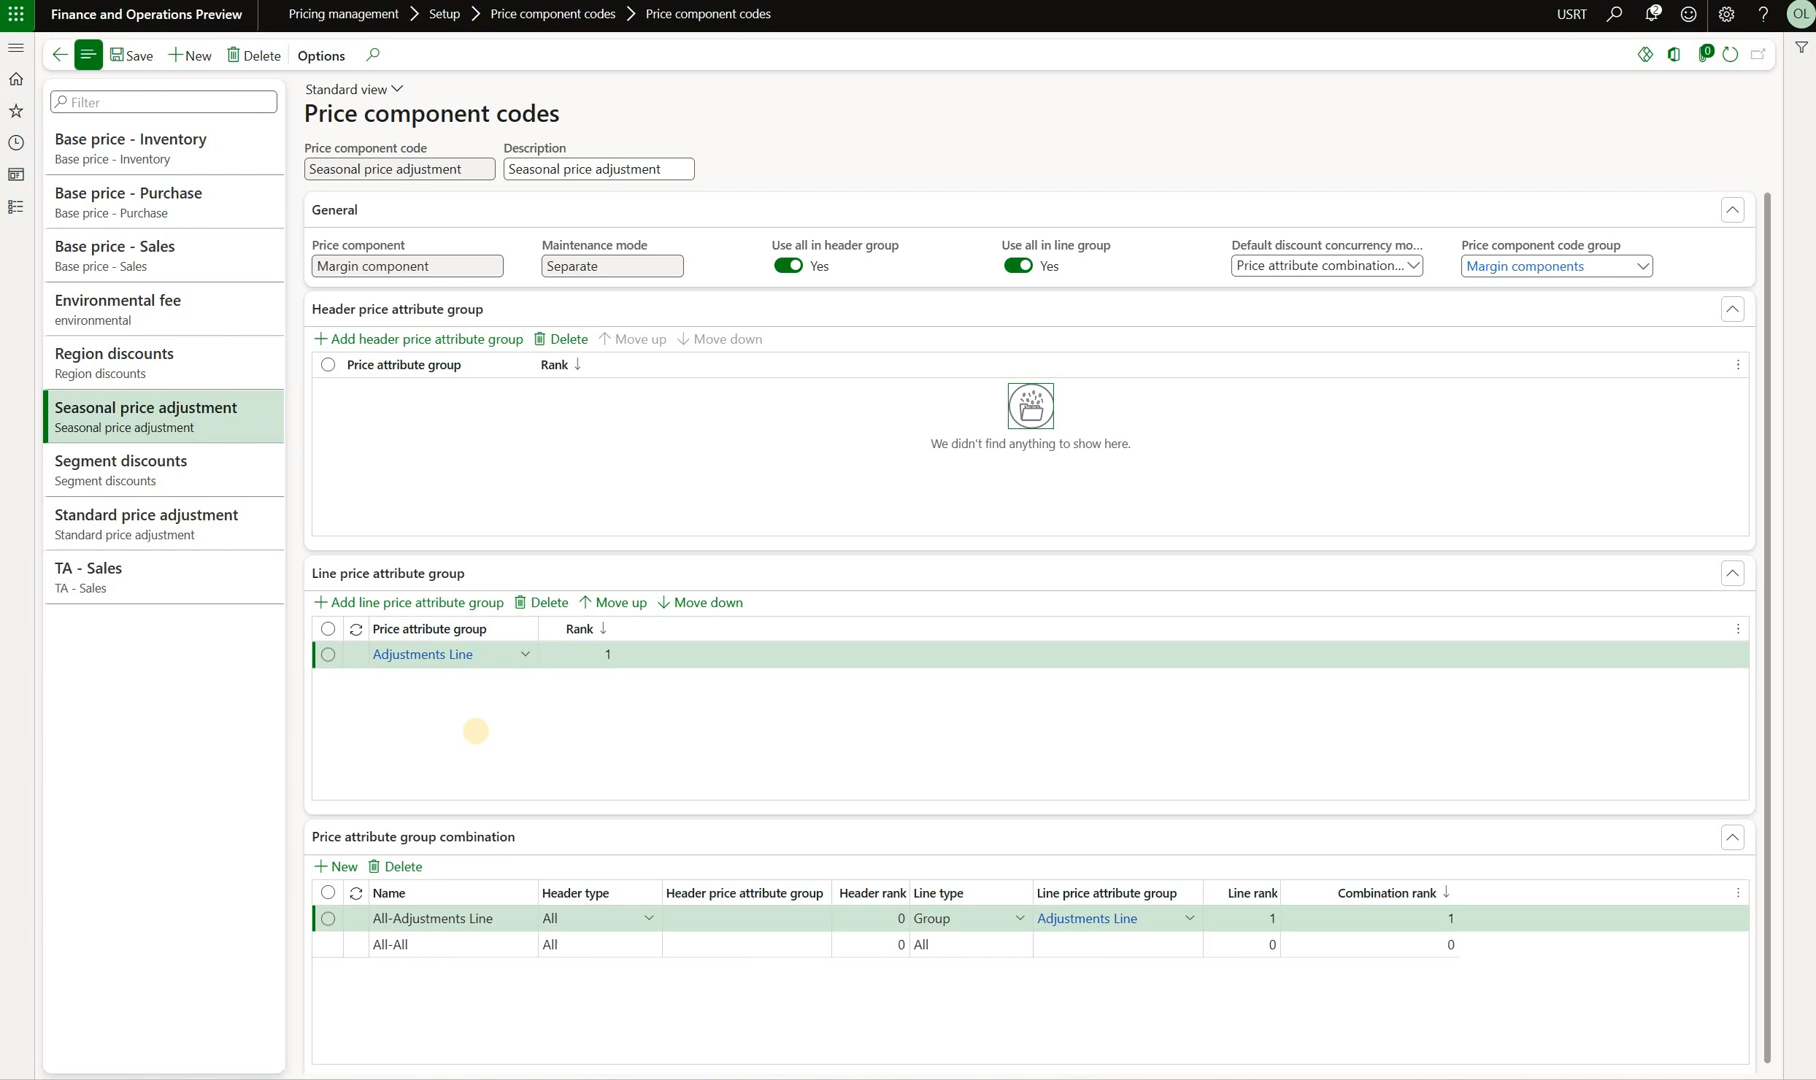 Finance and Operations Preview
Pricing management > Setup > Price component codes > Price component codes
USRT
2
OL
Save
New
Delete
Options
0
Filter
Base price - Inventory
Base price - Inventory
Base price - Purchase
Base price - Purchase
Base price - Sales
Base price - Sales
Environmental fee
environmental
Region discounts
Region discounts
Seasonal price adjustment
Seasonal price adjustment
Segment discounts
Segment discounts
Standard price adjustment
Standard price adjustment
TA - Sales
TA - Sales
Standard view
Price component codes
Price component code Description
Seasonal price adjustment Seasonal price adjustment
General
Price component Maintenance mode Use all in header group Use all in line group Default discount concurrency mo... Price component code group
Margin component Separate Yes Yes Price attribute combination... Margin components
Header price attribute group
+ Add header price attribute group Delete Move up Move down
Price attribute group Rank
We didn't find anything to show here.
Line price attribute group
+ Add line price attribute group Delete Move up Move down
Price attribute group Rank
Adjustments Line 1
Price attribute group combination
+ New Delete
Name Header type Header price attribute group Header rank Line type Line price attribute group Line rank Combination rank
All-Adjustments Line All 0 Group Adjustments Line 1 1
All-All All 0 All 0 0